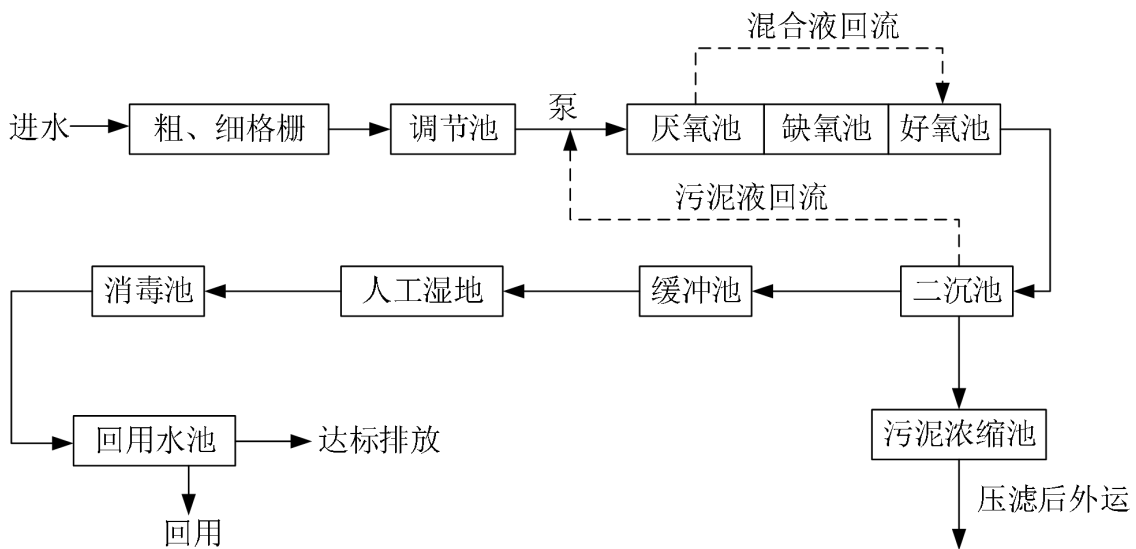 混合液回流
进水
粗、细格栅
调节池
泵
厌氧池
缺氧池
好氧池
污泥液回流
消毒池
人工湿地
缓冲池
二沉池
回用水池
达标排放
污泥浓缩池
回用
压滤后外运